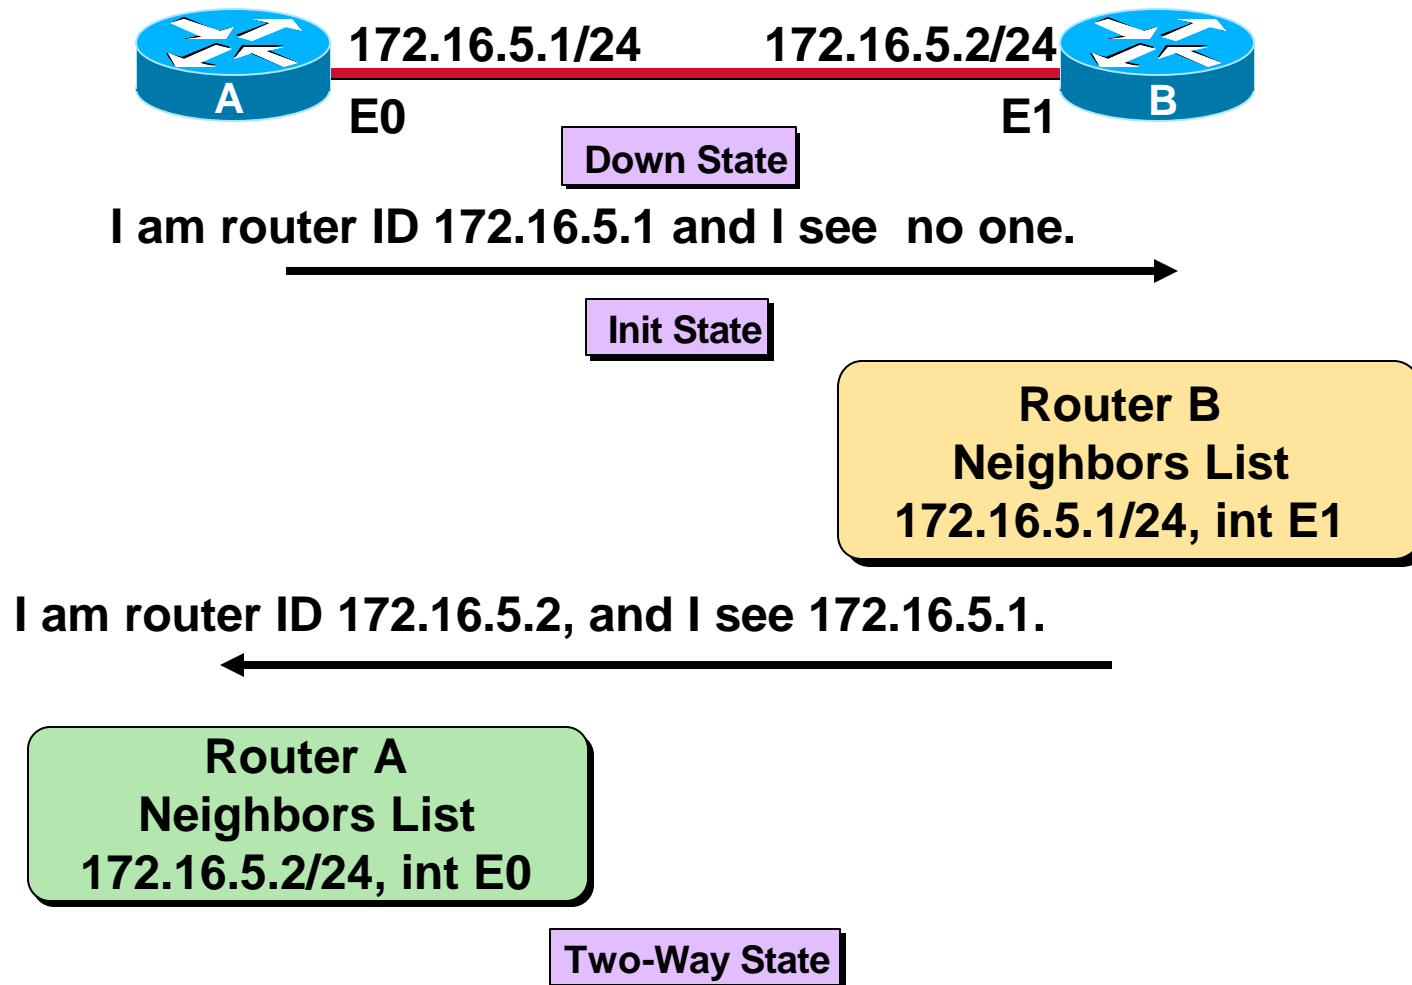 172.16.5.1/24 172.16.5.2/24
A B
E0 E1
Down State
I am router ID 172.16.5.1 and I see no one.
Init State
Router B
Neighbors List
172.16.5.1/24, int E1
I am router ID 172.16.5.2, and I see 172.16.5.1.
Router A
Neighbors List
172.16.5.2/24, int E0
Two-Way State